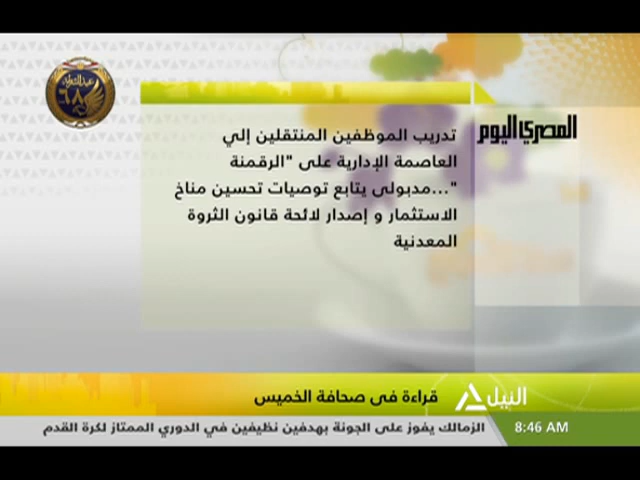 المصري اليوم
تدريب الموظفين المنتقلين إلي
العاصمة الإدارية على "الرقمنة
"...مدبولى يتابع توصيات تحسين مناخ
الاستثمار و إصدار لائحة قانون الثروة
المعدنية
النيل
قراءة فى صحافة الخميس
8:46 AM
الزمالك يفوز على الجونة بهدفين نظيفين في الدوري الممتاز لكرة القدم